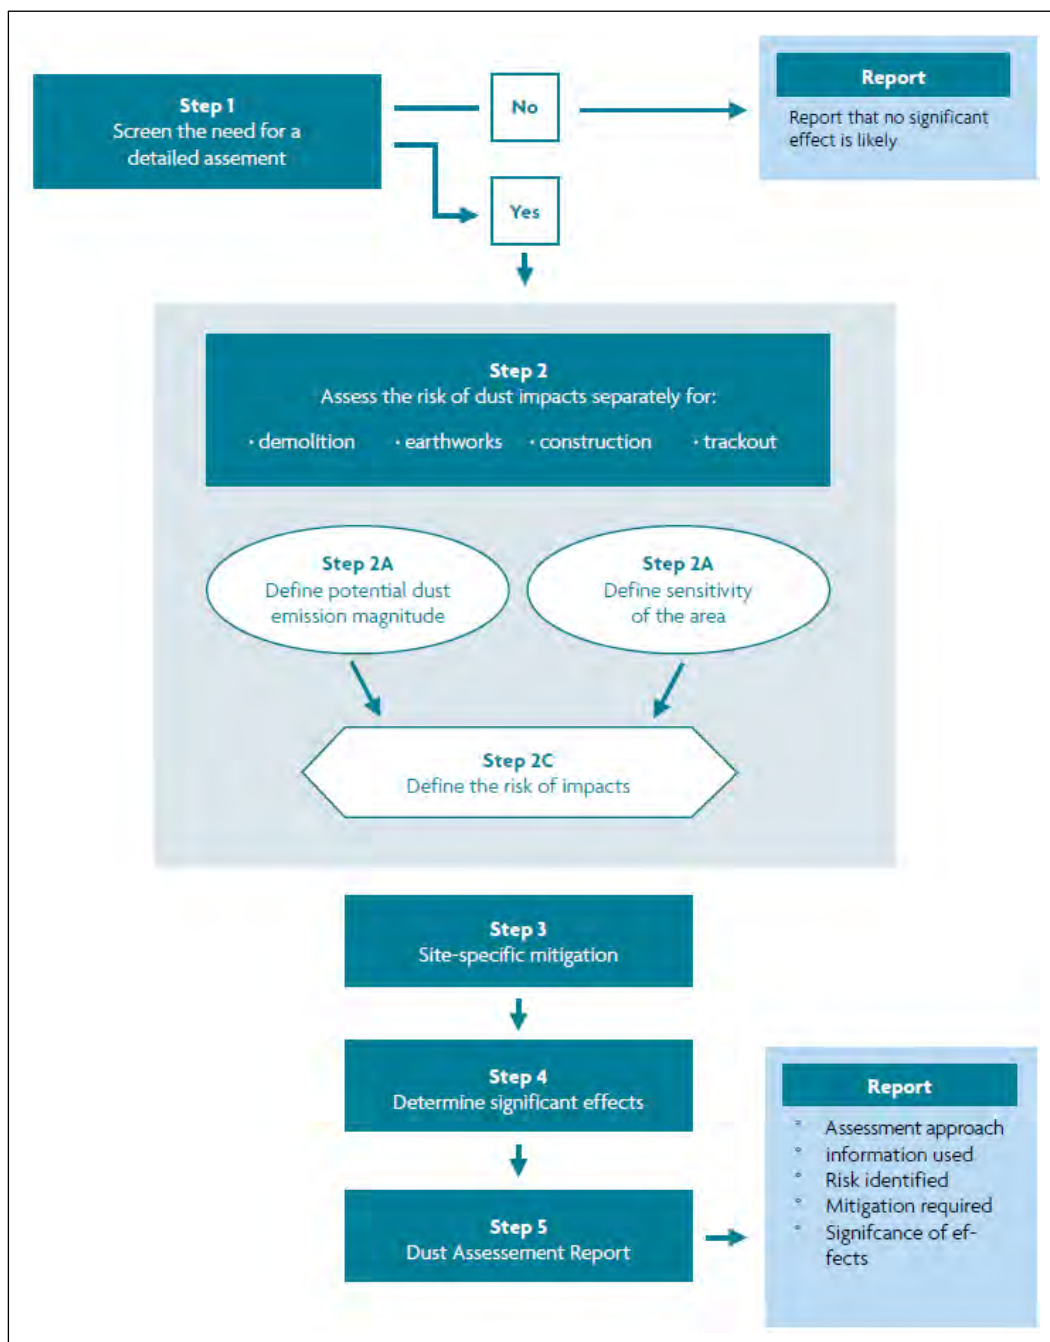 Step 1
Screen the need for a
detailed assement
No
Yes
Report
Report that no significant
effect is likely
Step 2
Assess the risk of dust impacts separately for:
· demolition · earthworks · construction · trackout
Step 2A
Define potential dust
emission magnitude
Step 2A
Define sensitivity
of the area
Step 2C
Define the risk of impacts
Step 3
Site-specific mitigation
Step 4
Determine significant effects
Step 5
Dust Assessement Report
Report
° Assessment approach
° information used
° Risk identified
° Mitigation required
° Signifcance of ef-
fects